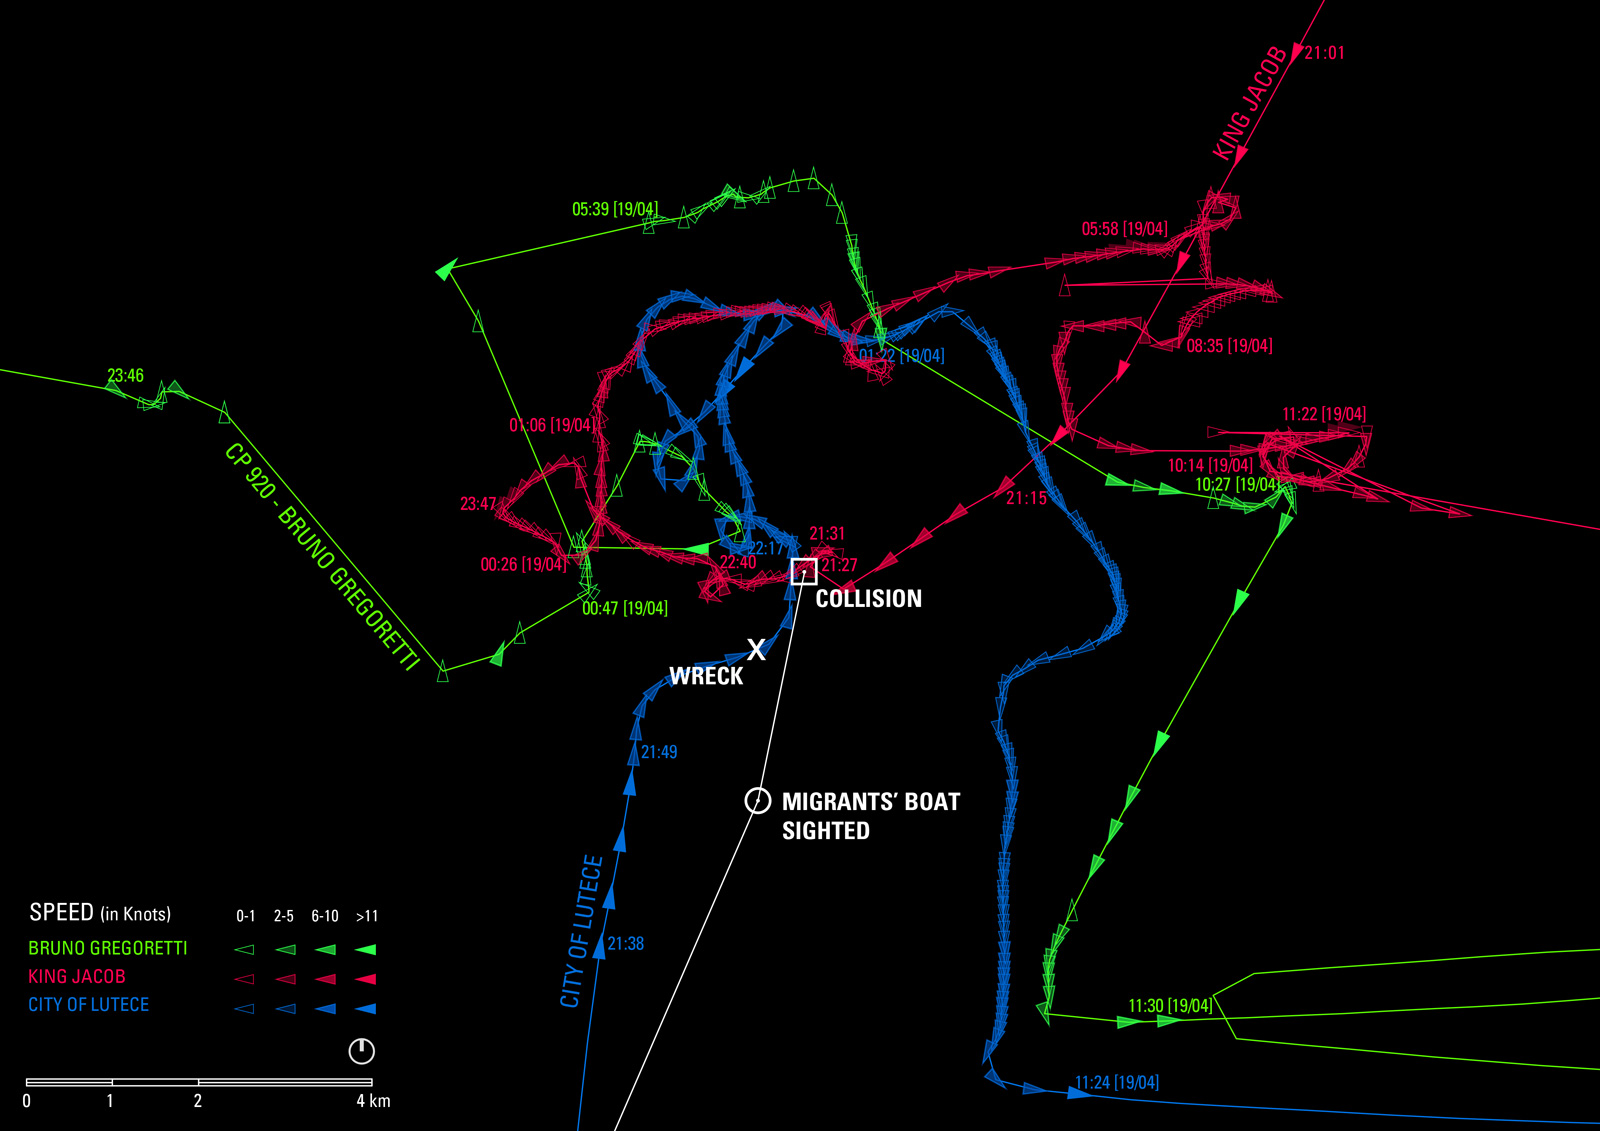 21:01
KING JACOB
05:39 [19/04]
05:58 [19/04]
01:22 [19/04]
08:35 [19/04]
23:46
11:22 [19/04]
01:06 [19/04]
10:14 [19/04]
10:27 [19/04]
CP 920 - BRUNO GREGORETTI
23:47
21:15
21:31
22:17
22:40
21:27
00:26 [19/04]
COLLISION
00:47 [19/04]
X
WRECK
21:49
MIGRANTS' BOAT
SIGHTED
CITY OF LUTECE
21:38
SPEED (in Knots) 0-1 2-5 6-10 >11
BRUNO GREGORETTI
KING JACOB
CITY OF LUTECE
11:30 [19/04]
11:24 [19/04]
0 1 2 4 km